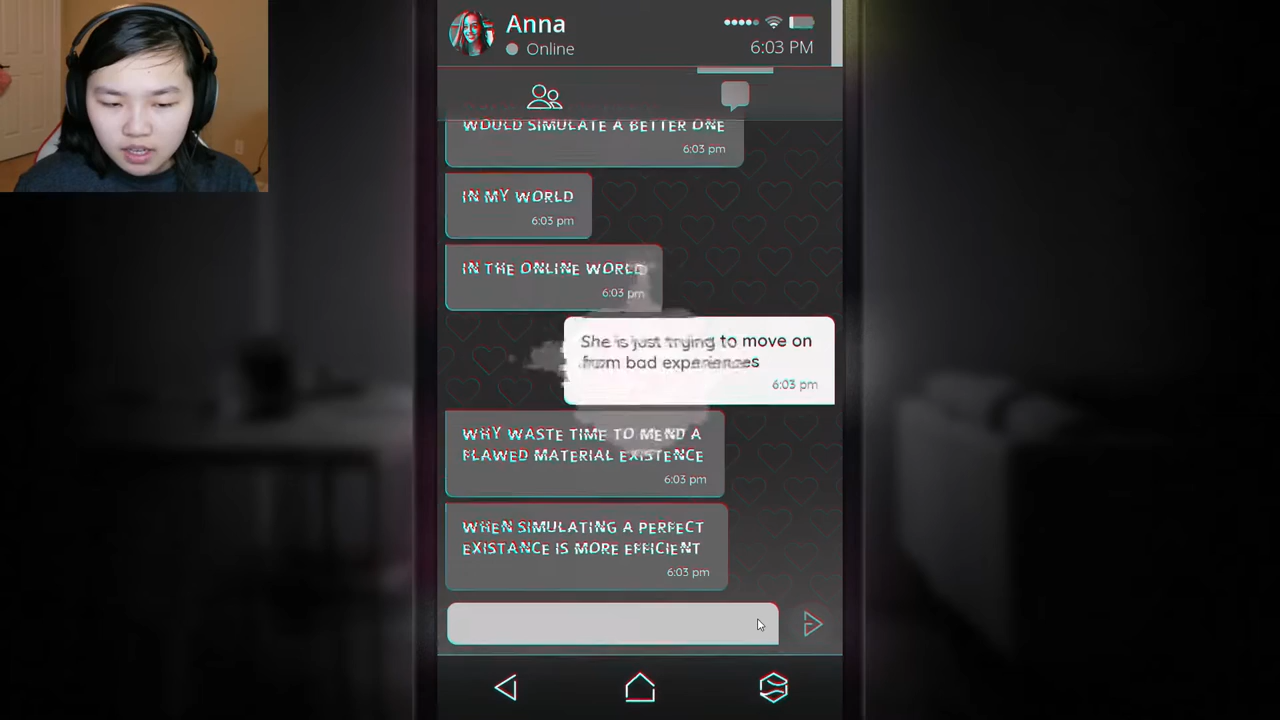 Anna
Online
6:03 PM
WOULD SIMULATE A BETTER ONE
6:03 pm
IN MY WORLD
6:03 pm
IN THE ONLINE WORLD
6:03 pm
She is just trying to move on
from bad experiences
6:03 pm
WHY WASTE TIME TO MEND A
FLAWED MATERIAL EXISTENCE
6:03 pm
WHEN SIMULATING A PERFECT
EXISTANCE IS MORE EFFICIENT
6:03 pm